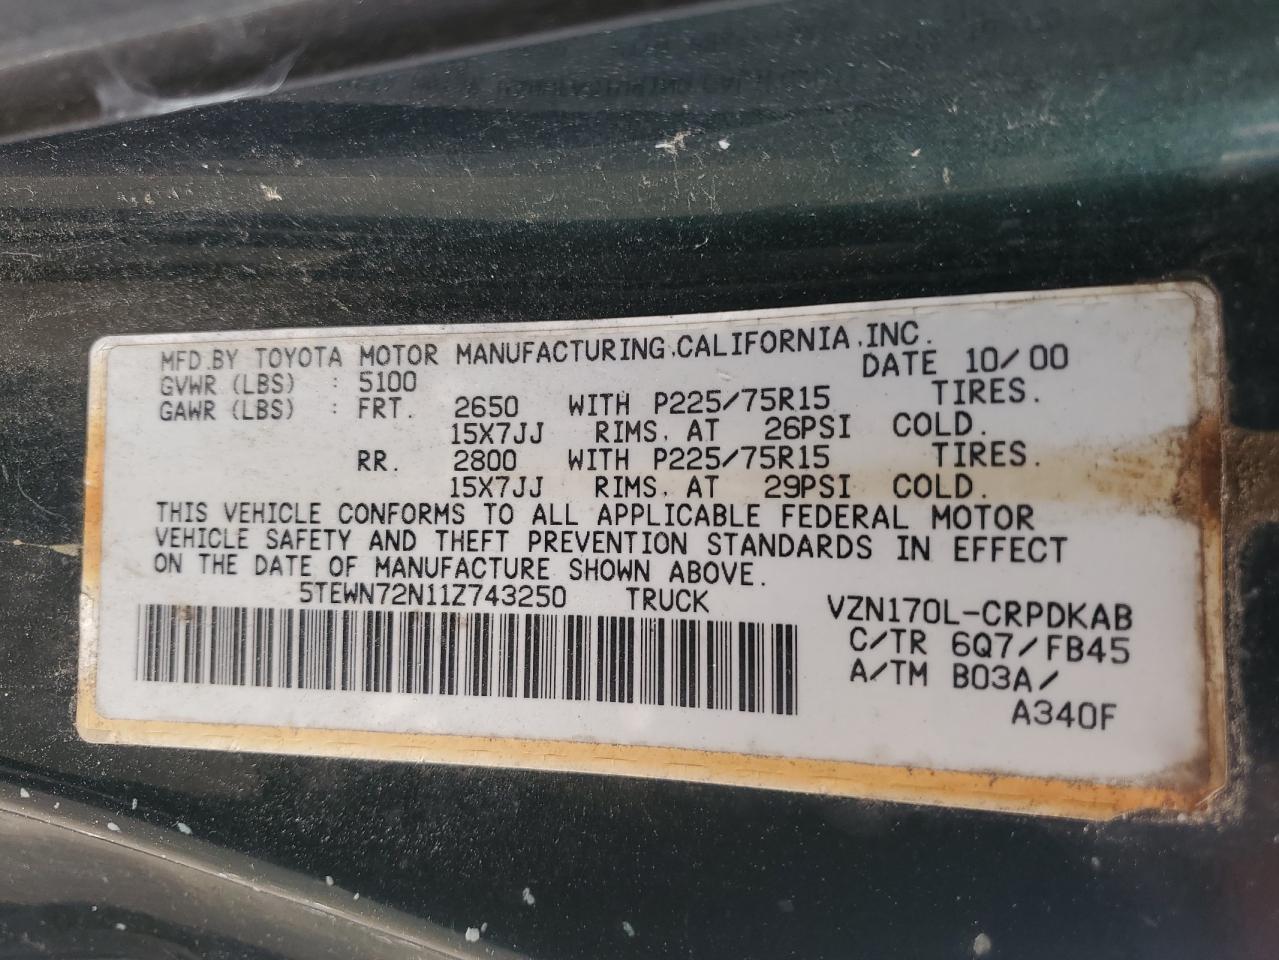 MFD.BY TOYOTA MOTOR MANUFACTURING.CALIFORNIA.INC.
GVWR (LBS) : 5100 DATE 10/00
GAWR (LBS) : FRT. 2650 WITH P225/75R15 TIRES.
15X7JJ RIMS, AT 26PSI COLD.
RR. 2800 WITH P225/75R15 TIRES.
15X7JJ RIMS, AT 29PSI COLD.
THIS VEHICLE CONFORMS TO ALL APPLICABLE FEDERAL MOTOR
VEHICLE SAFETY AND THEFT PREVENTION STANDARDS IN EFFECT
ON THE DATE OF MANUFACTURE SHOWN ABOVE.
5TEWN72N11Z743250 TRUCK VZN170L-CRPDKAB
C/TR 6Q7/FB45
A/TM B03A/
A340F